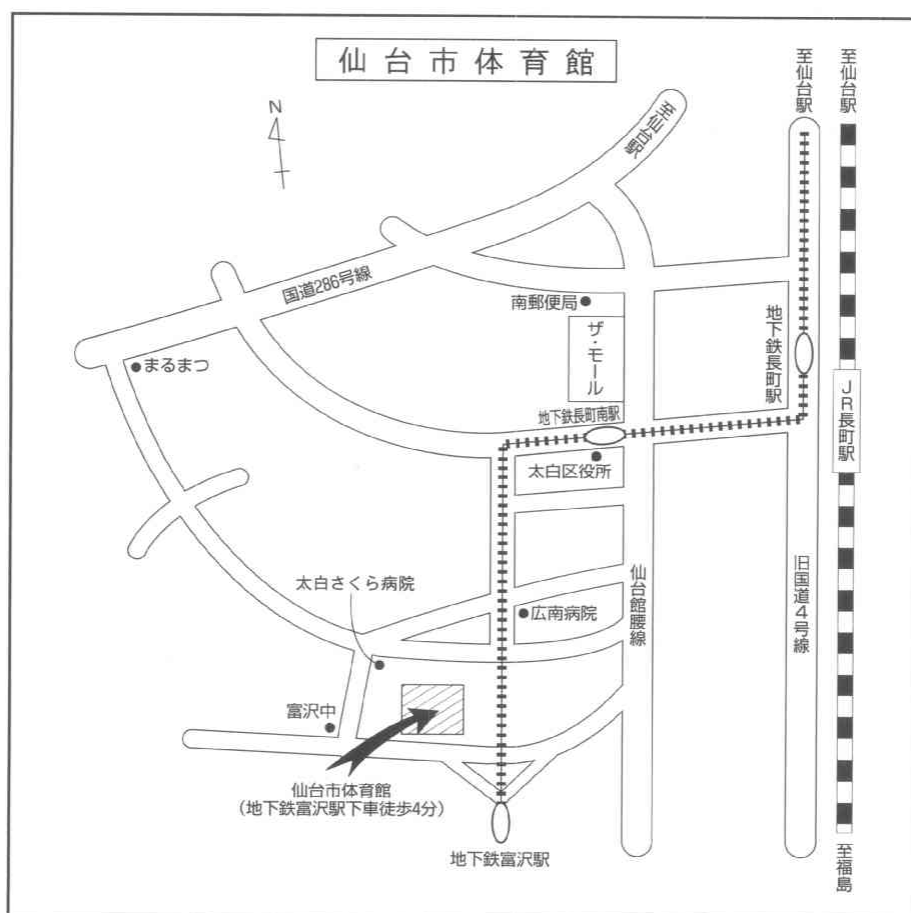 仙台市体育館
N
至仙台駅
至仙台駅
至仙台駅
国道286号線
南郵便局
ザ・モール
地下鉄長町駅
まるまつ
JR長町駅
地下鉄長町南駅
太白区役所
太白さくら病院
広南病院
仙台館腰線
旧国道4号線
富沢中
仙台市体育館
(地下鉄富沢駅下車徒歩4分)
地下鉄富沢駅
至福島